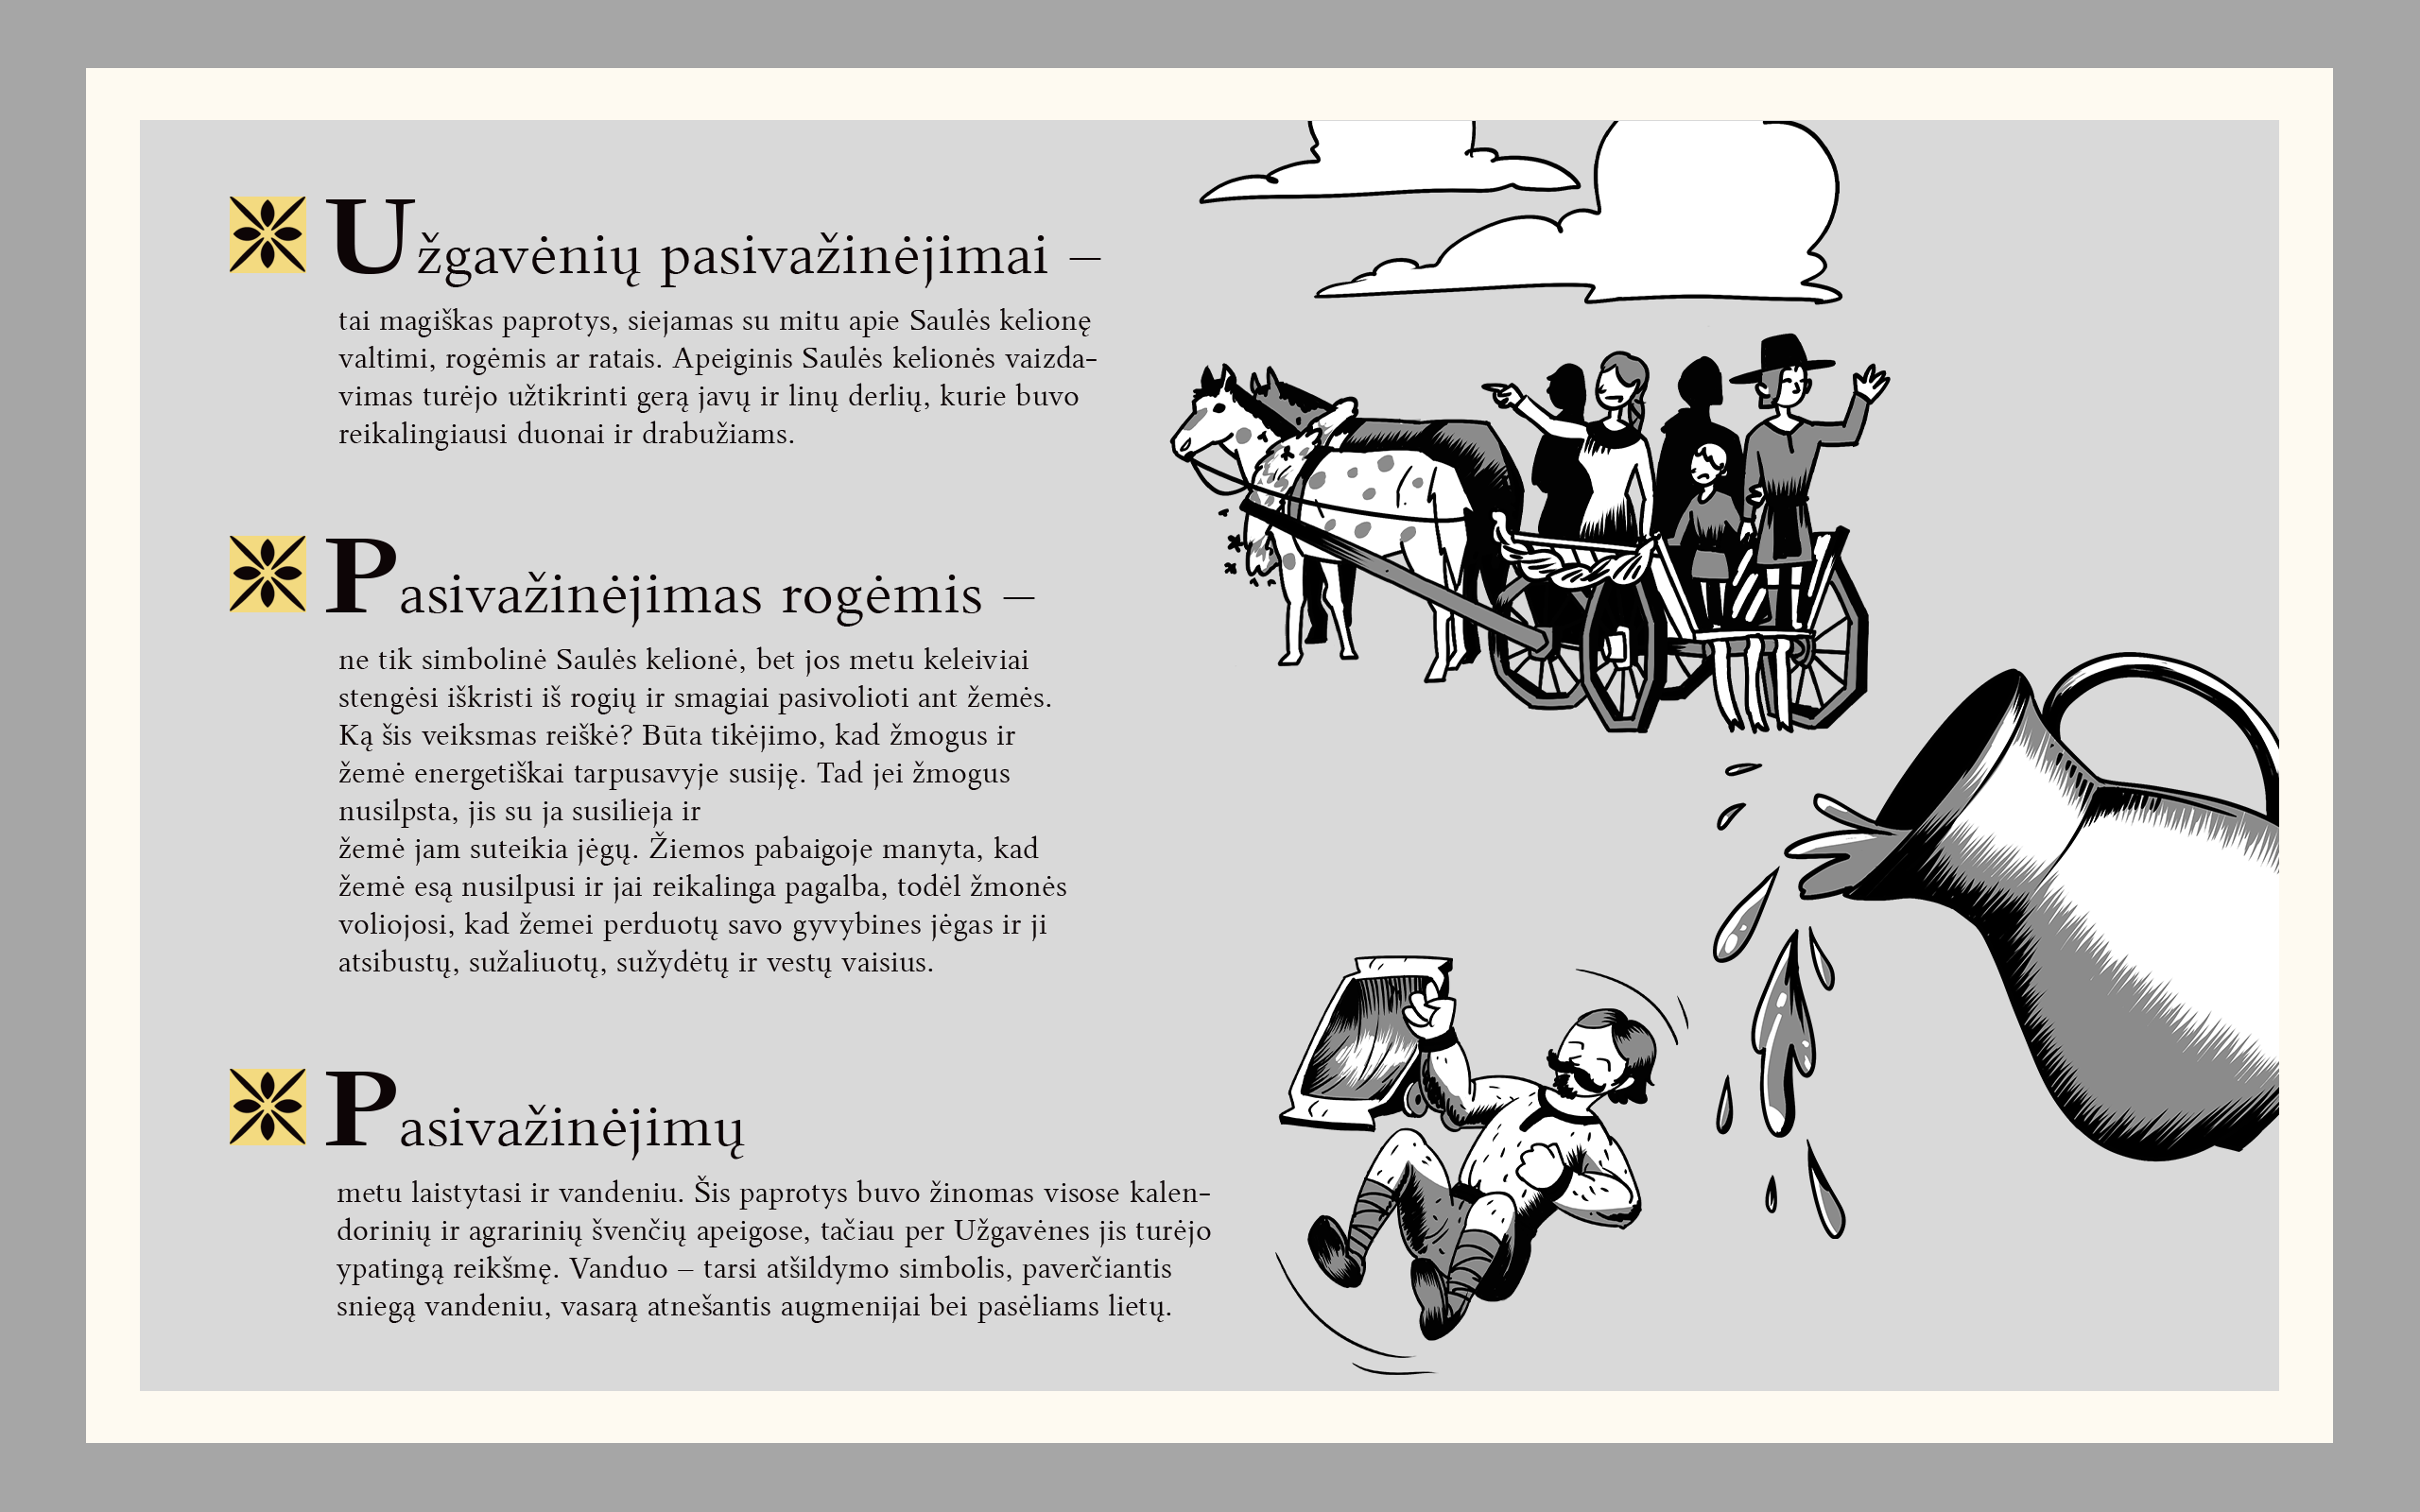 Užgavėnių pasivažinėjimai –
tai magiškas paprotys, siejamas su mitu apie Saulės kelionę
valtimi, rogėmis ar ratais. Apeiginis Saulės kelionės vaizda-
vimas turėjo užtikrinti gerą javų ir linų derlių, kurie buvo
reikalingiausi duonai ir drabužiams.
Pasivažinėjimas rogėmis –
ne tik simbolinė Saulės kelionė, bet jos metu keleiviai
stengėsi iškristi iš rogių ir smagiai pasivolioti ant žemės.
Ką šis veiksmas reiškė? Būta tikėjimo, kad žmogus ir
žemė energetiškai tarpusavyje susiję. Tad jei žmogus
nusilpsta, jis su ja susilieja ir
žemė jam suteikia jėgų. Žiemos pabaigoje manyta, kad
žemė esą nusilpusi ir jai reikalinga pagalba, todėl žmonės
voliojosi, kad žemei perduotų savo gyvybines jėgas ir ji
atsibustų, sužaliuotų, sužydėtų ir vestų vaisius.
Pasivažinėjimų
metu laistytasi ir vandeniu. Šis paprotys buvo žinomas visose kalen-
dorinių ir agrarinių švenčių apeigose, tačiau per Užgavėnes jis turėjo
ypatingą reikšmę. Vanduo – tarsi atšildymo simbolis, paverčiantis
sniegą vandeniu, vasarą atnešantis augmenijai bei pasėliams lietų.